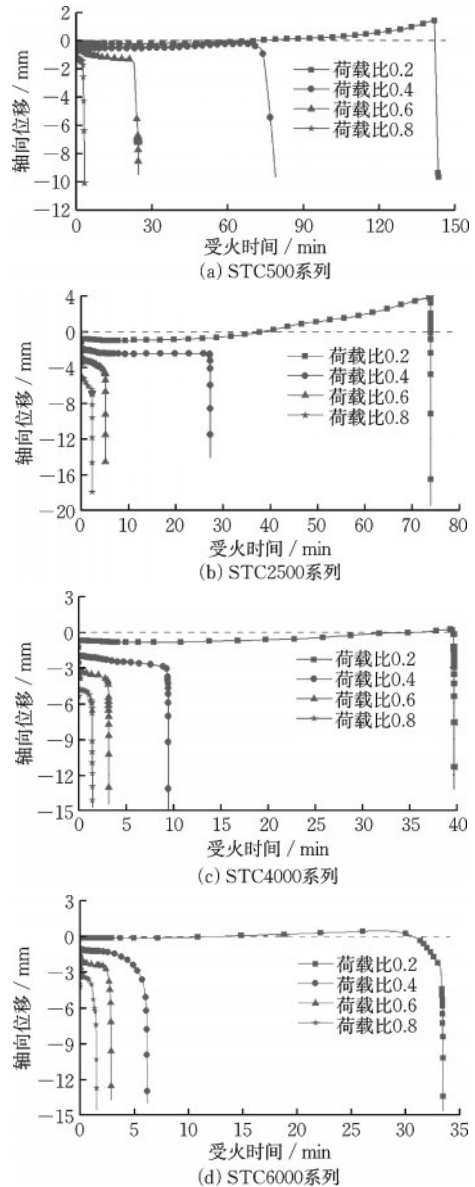 2
0
−2
−4
−6
−8
−10
−12
轴向位移 / mm
荷载比0.2
荷载比0.4
荷载比0.6
荷载比0.8
0 30 60 90 120 150
受火时间 / min
(a) STC500系列
4
0
−4
−8
−12
−16
−20
轴向位移 / mm
荷载比0.2
荷载比0.4
荷载比0.6
荷载比0.8
0 10 20 30 40 50 60 70 80
受火时间 / min
(b) STC2500系列
3
0
−3
−6
−9
−12
−15
轴向位移 / mm
荷载比0.2
荷载比0.4
荷载比0.6
荷载比0.8
0 5 10 15 20 25 30 35 40
受火时间 / min
(c) STC4000系列
3
0
−3
−6
−9
−12
−15
轴向位移 / mm
荷载比0.2
荷载比0.4
荷载比0.6
荷载比0.8
0 5 10 15 20 25 30 35
受火时间 / min
(d) STC6000系列